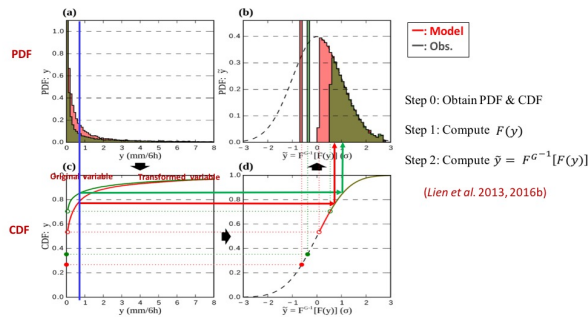 (a)
(b)
PDF
PDF: y
1.0
0.8
0.6
0.4
0.2
0.0
0 1 2 3 4 5 6 7 8
y (mm/6h)
PDF: ỹ
0.4
0.3
0.2
0.1
0.0
−3 −2 −1 0 1 2 3
ỹ = F^{G-1}[F(y)] (σ)
: Model
: Obs.
Step 0: Obtain PDF & CDF
Step 1: Compute F(y)
Step 2: Compute ỹ = F^{G-1}[F(y)]
(Lien et al. 2013, 2016b)
(c)
Original variable
Transformed variable
(d)
CDF
CDF: y
1.0
0.8
0.6
0.4
0.2
0.0
0 1 2 3 4 5 6 7 8
y (mm/6h)
1.0
0.8
0.6
0.4
0.2
0.0
−3 −2 −1 0 1 2 3
ỹ = F^{G-1}[F(y)] (σ)